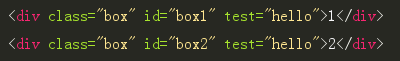 <div class="box" id="box1" test="hello">1</div>
<div class="box" id="box2" test="hello">2</div>